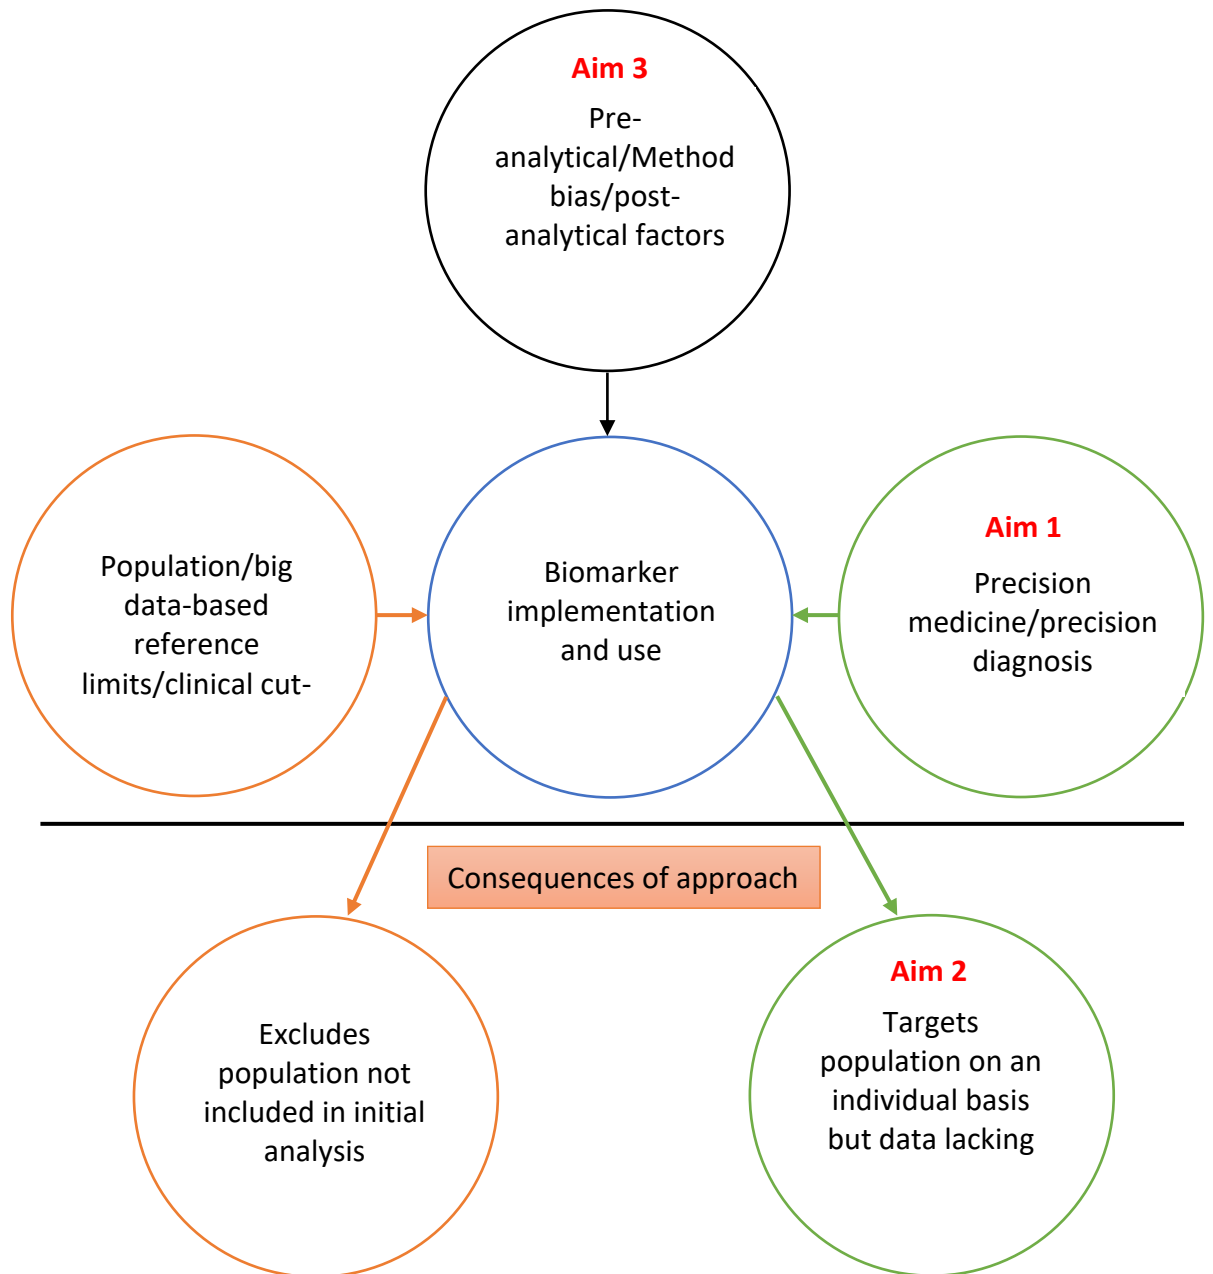 Aim 3
Pre-
analytical/Method
bias/post-
analytical factors
Population/big
data-based
reference
limits/clinical cut-
Biomarker
implementation
and use
Aim 1
Precision
medicine/precision
diagnosis
Consequences of approach
Excludes
population not
included in initial
analysis
Aim 2
Targets
population on an
individual basis
but data lacking